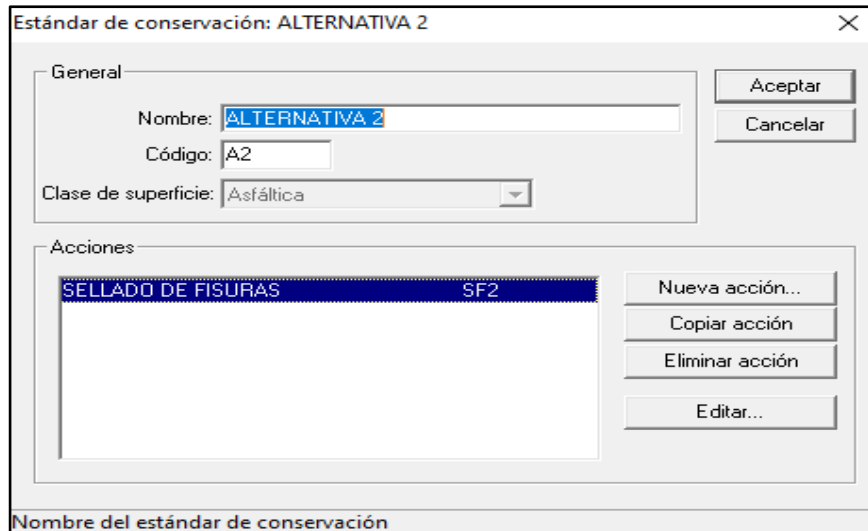 Estándar de conservación: ALTERNATIVA 2
General
Nombre: ALTERNATIVA 2
Código: A2
Clase de superficie: Asfáltica
Aceptar
Cancelar
Acciones
SELLADO DE FISURAS SF2
Nueva acción...
Copiar acción
Eliminar acción
Editar...
Nombre del estándar de conservación